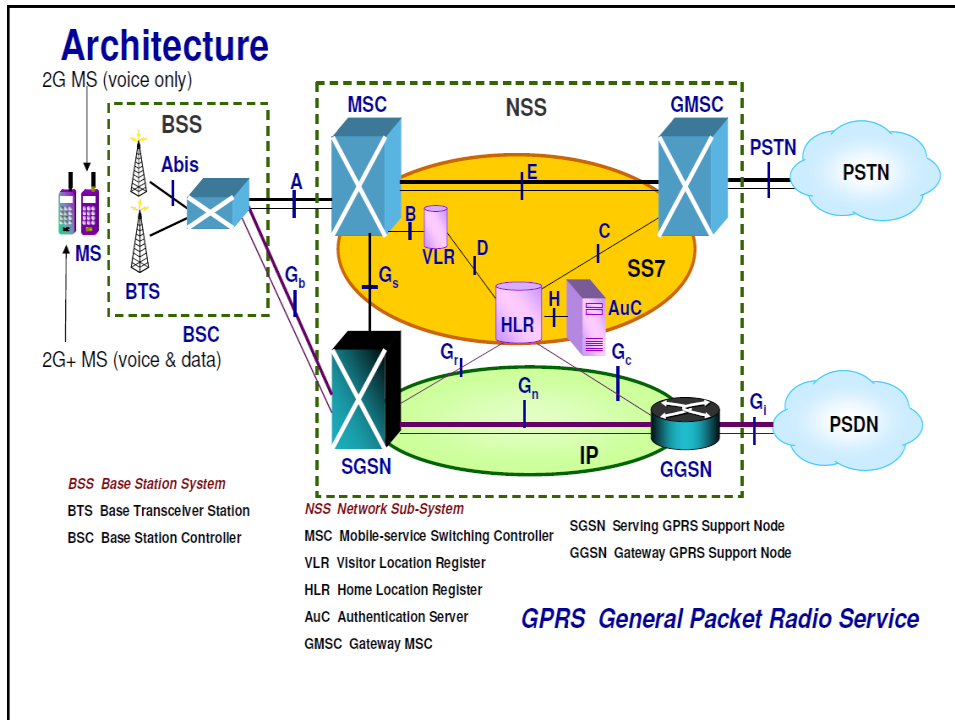 Architecture
2G MS (voice only)
BSS
Abis
MS
BTS
BSC
2G+ MS (voice & data)
A
Gb
MSC
NSS
GMSC
E
B
VLR
D
C
SS7
Gs
HLR
H
AuC
Gr
Gc
Gn
IP
SGSN
GGSN
PSTN
PSTN
Gi
PSDN
BSS Base Station System
BTS Base Transceiver Station
BSC Base Station Controller
NSS Network Sub-System
MSC Mobile-service Switching Controller
VLR Visitor Location Register
HLR Home Location Register
AuC Authentication Server
GMSC Gateway MSC
SGSN Serving GPRS Support Node
GGSN Gateway GPRS Support Node
GPRS General Packet Radio Service